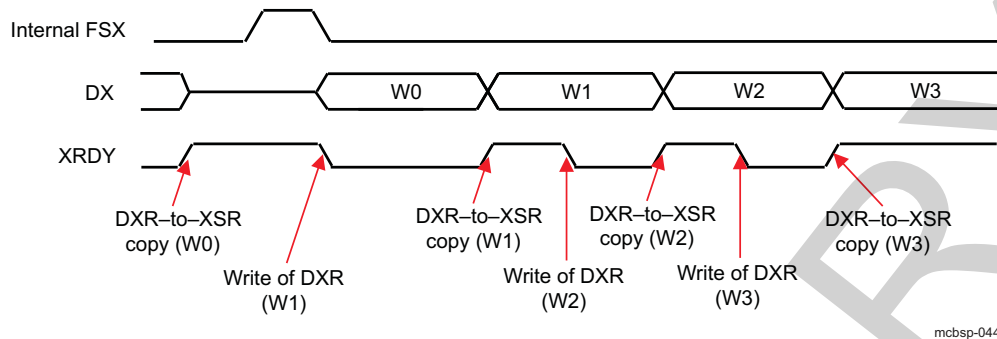 Internal FSX
DX
W0
W1
W2
W3
XRDY
DXR–to–XSR
copy (W0)
Write of DXR
(W1)
DXR–to–XSR
copy (W1)
Write of DXR
(W2)
DXR–to–XSR
copy (W2)
Write of DXR
(W3)
DXR–to–XSR
copy (W3)
mcbsp-044